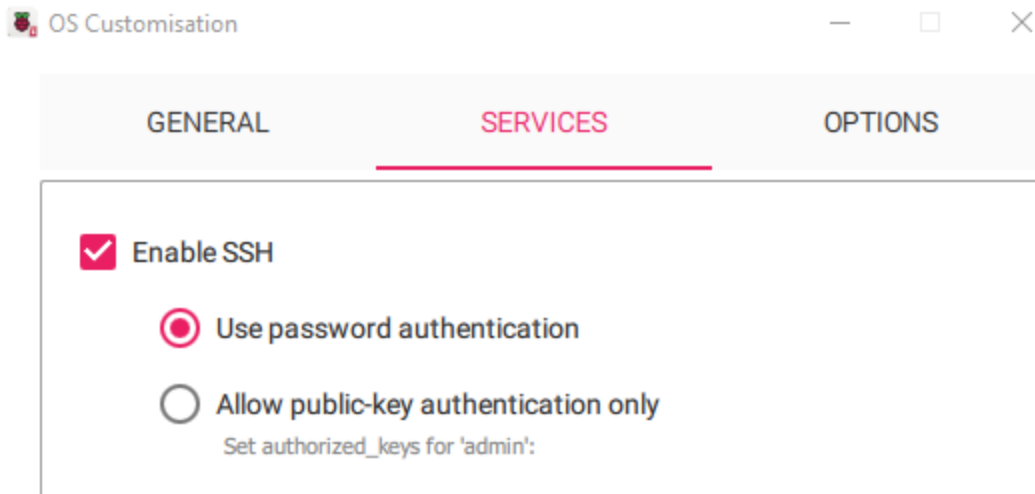 OS Customisation
GENERAL SERVICES OPTIONS
Enable SSH
Use password authentication
Allow public-key authentication only
Set authorized_keys for 'admin':